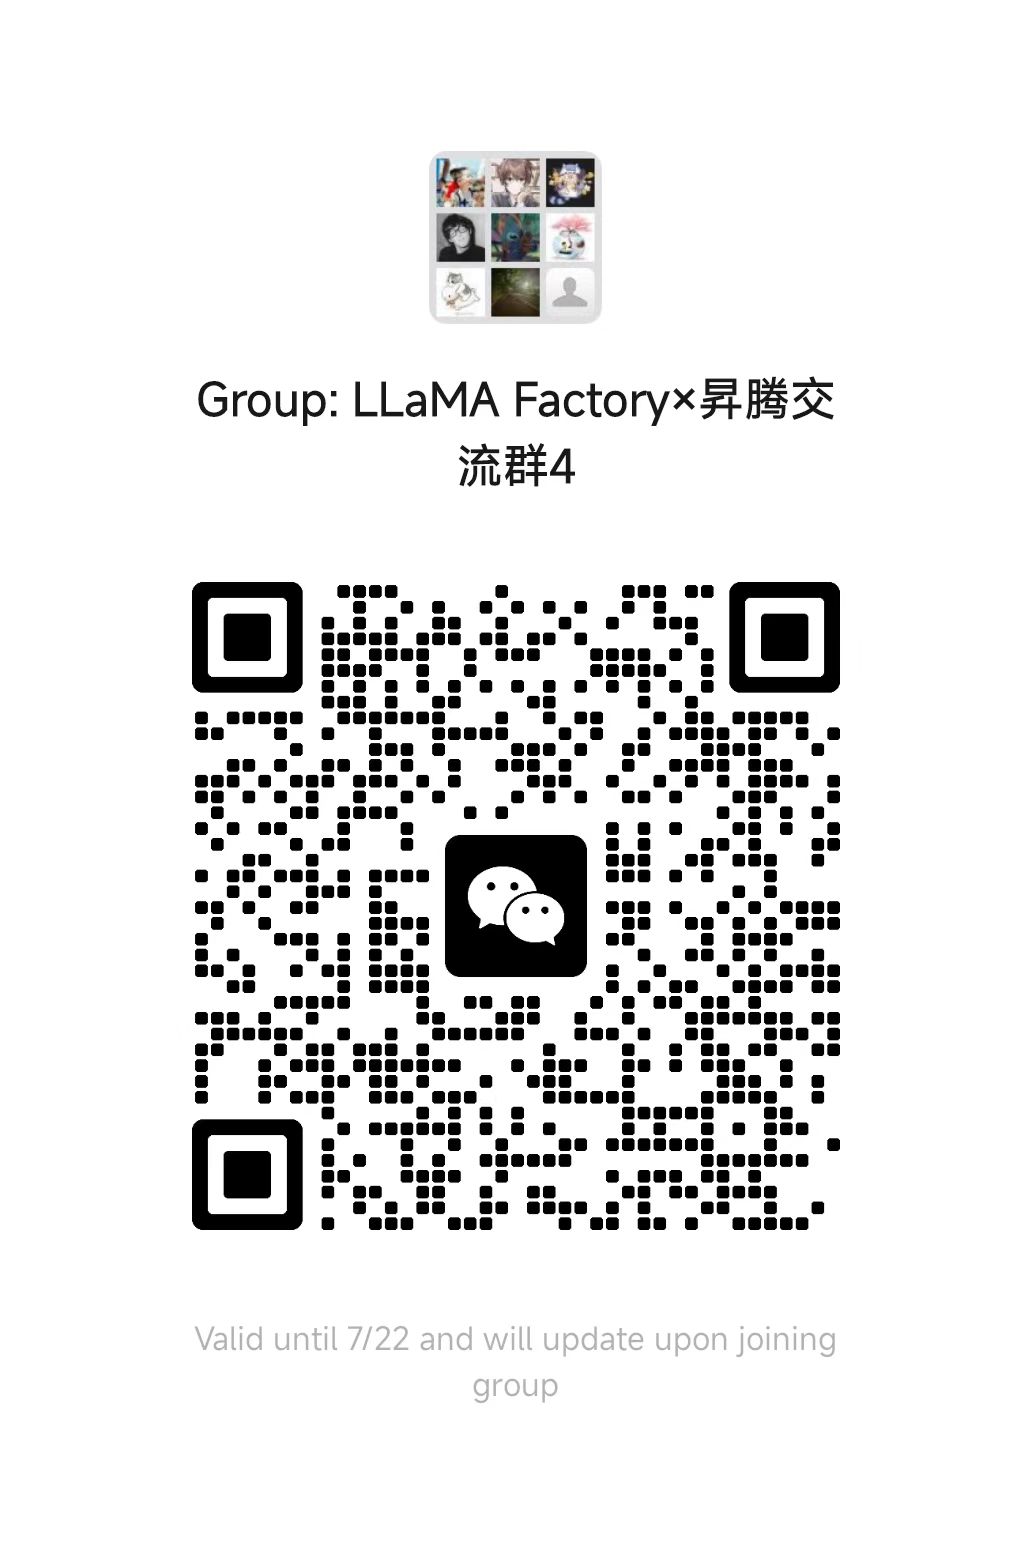 Group: LLaMA Factory×昇腾交
流群4
Valid until 7/22 and will update upon joining
group